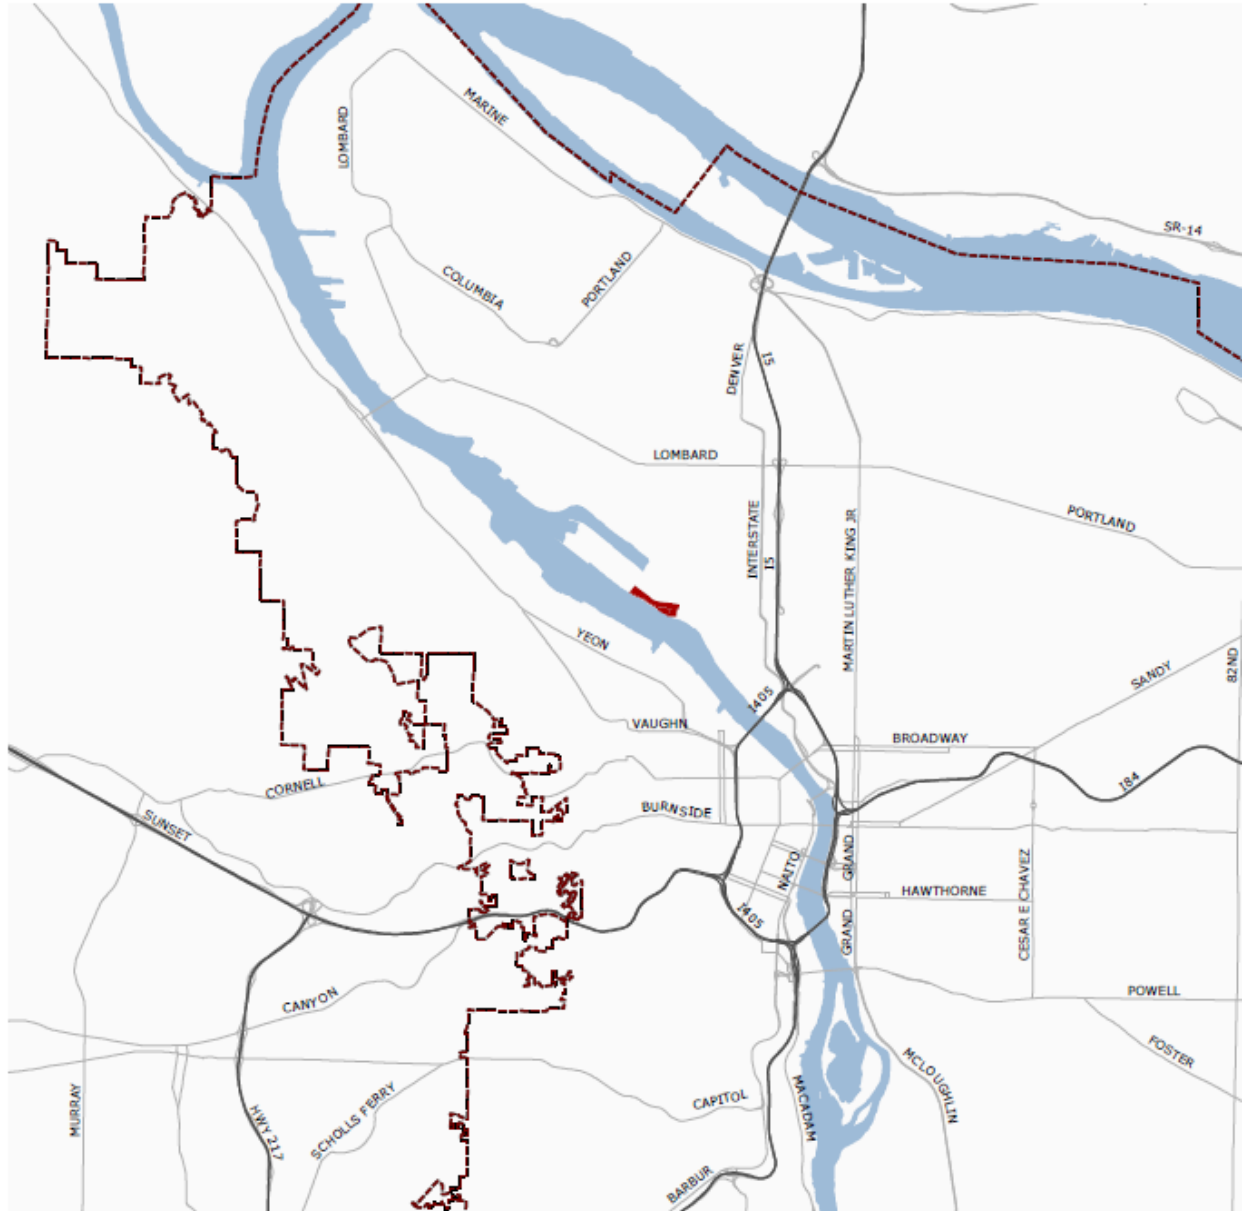 MARINE
LOMBARD
SR-14
PORTLAND
COLUMBIA
I5
DENVER
LOMBARD
PORTLAND
INTERSTATE
I5
MARTIN LUTHER KING JR
YEON
SANDY
82ND
I405
VAUGHN
BROADWAY
I84
CORNELL
BURNSIDE
SUNSET
GRAND
NAITO
HAWTHORNE
CESAR E CHAVEZ
I405
GRAND
CANYON
POWELL
FOSTER
MCLOUGHLIN
MURRAY
HWY 217
SCHOLLS FERRY
CAPITOL
MACADAM
BARBUR